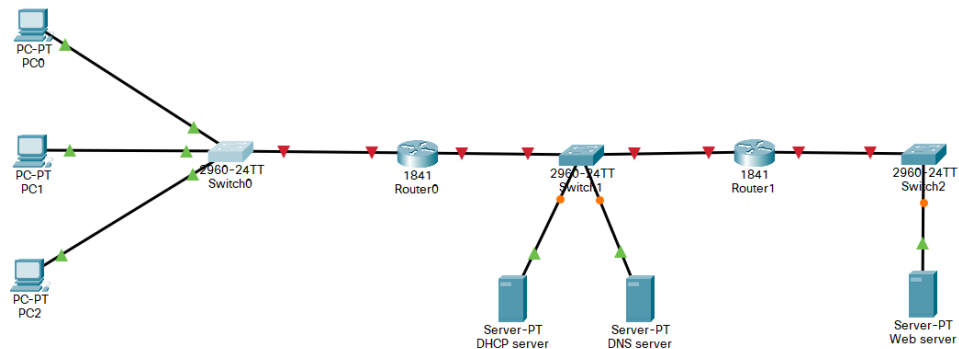 PC-PT
PC0
PC-PT
PC1
PC-PT
PC2
2960-24TT
Switch0
1841
Router0
2960-24TT
Switch1
1841
Router1
2960-24TT
Switch2
Server-PT
DHCP server
Server-PT
DNS server
Server-PT
Web server